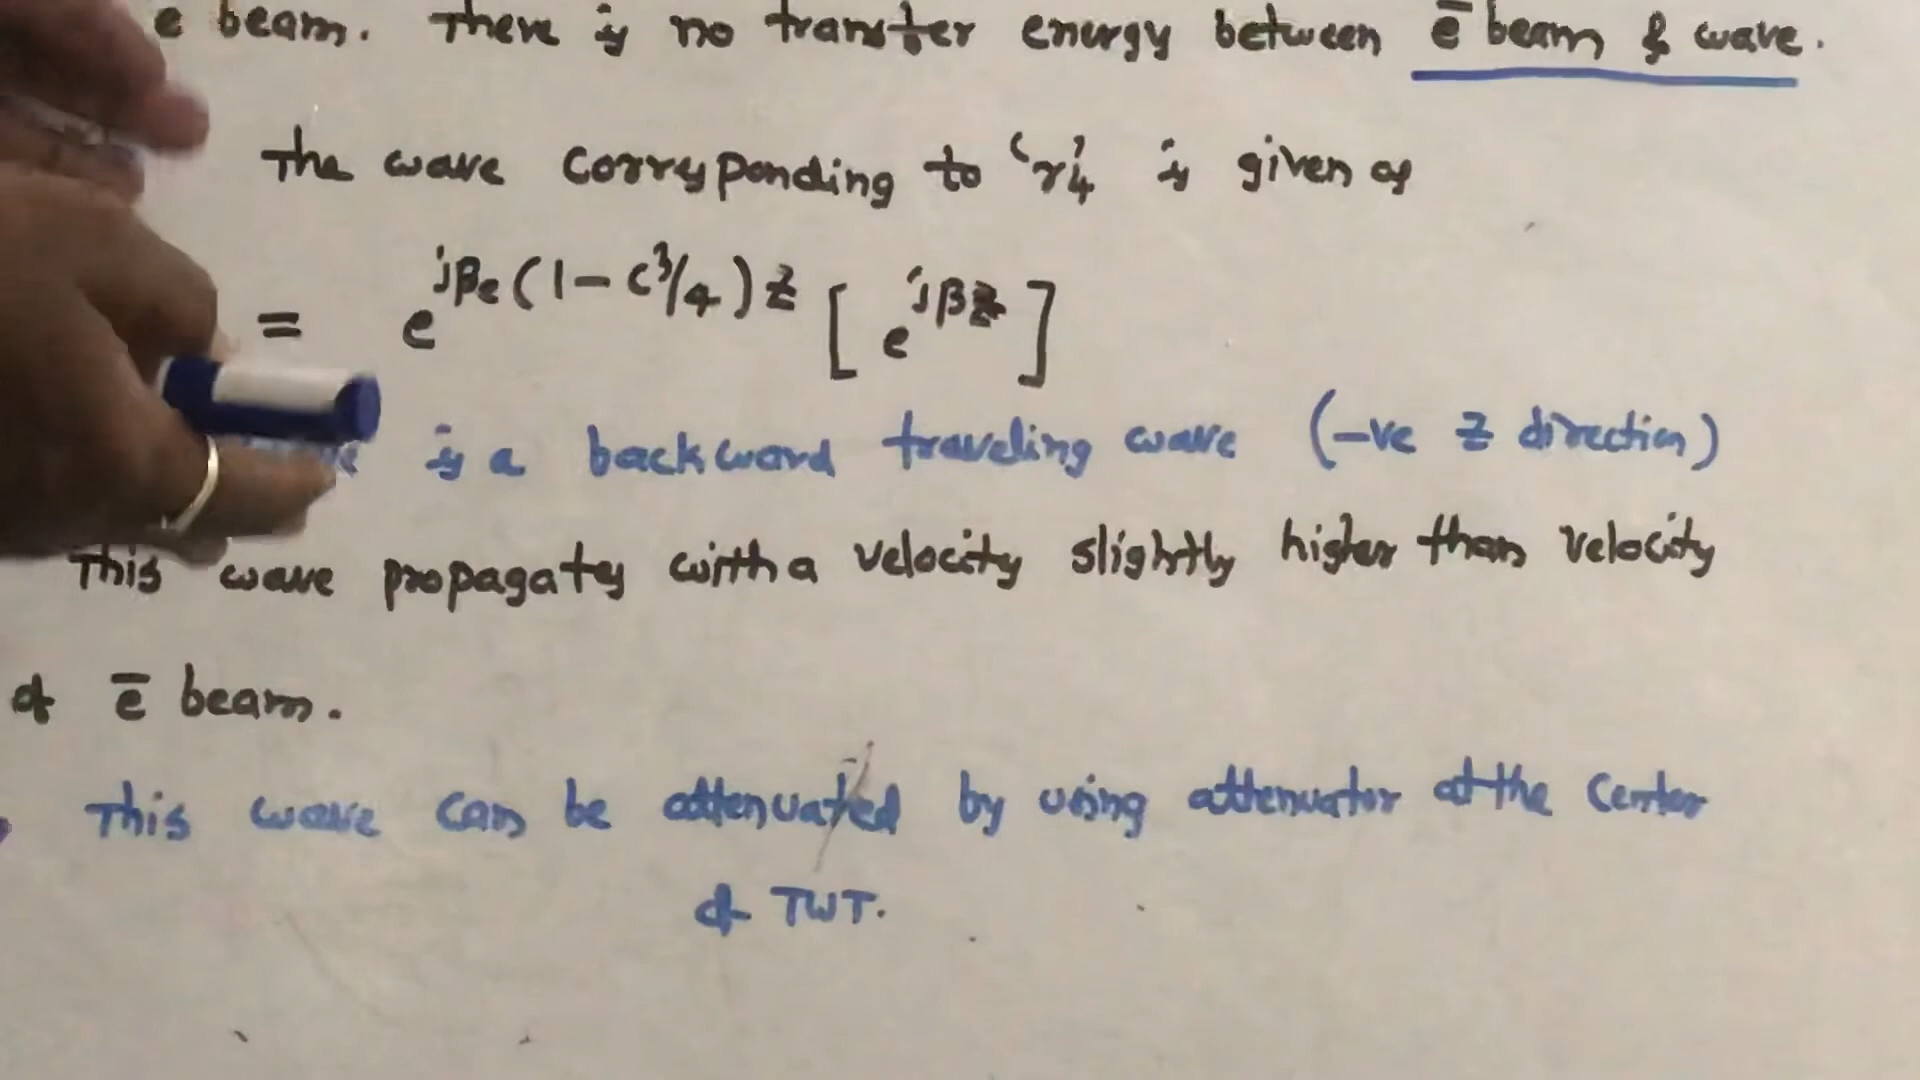 e beam. There is no transfer energy between e̅ beam & wave.
The wave corresponding to 'r4' is given as
= e^{jβe(1-C³/4)z} [e^{jβz}]
is a backward traveling wave (-ve z direction)
This wave propagates with a velocity slightly higher than velocity
of e̅ beam.
This wave can be attenuated by using attenuator at the center
of TWT.